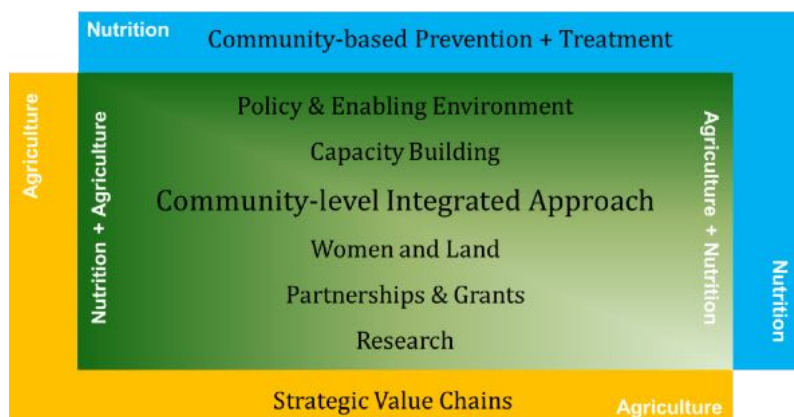 Nutrition
Community-based Prevention + Treatment
Agriculture
Nutrition + Agriculture
Policy & Enabling Environment
Capacity Building
Community-level Integrated Approach
Women and Land
Partnerships & Grants
Research
Agriculture + Nutrition
Nutrition
Strategic Value Chains
Agriculture